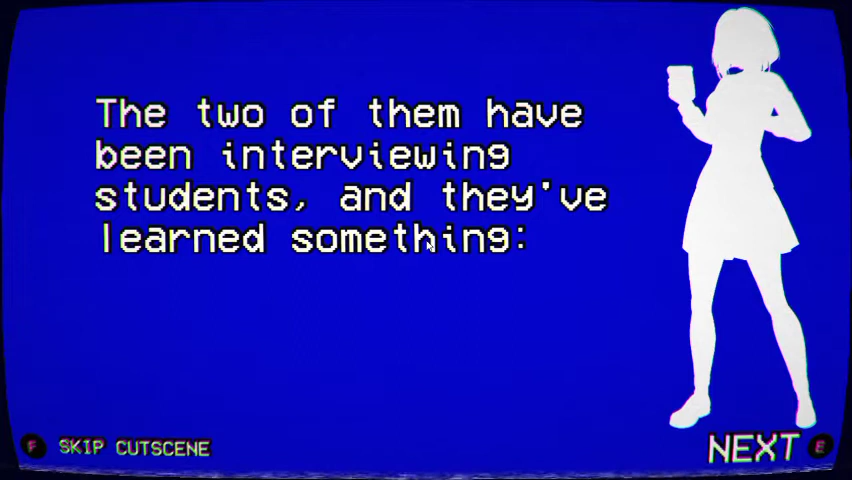 The two of them have
been interviewing
students, and they've
learned something:
F SKIP CUTSCENE
NEXT E